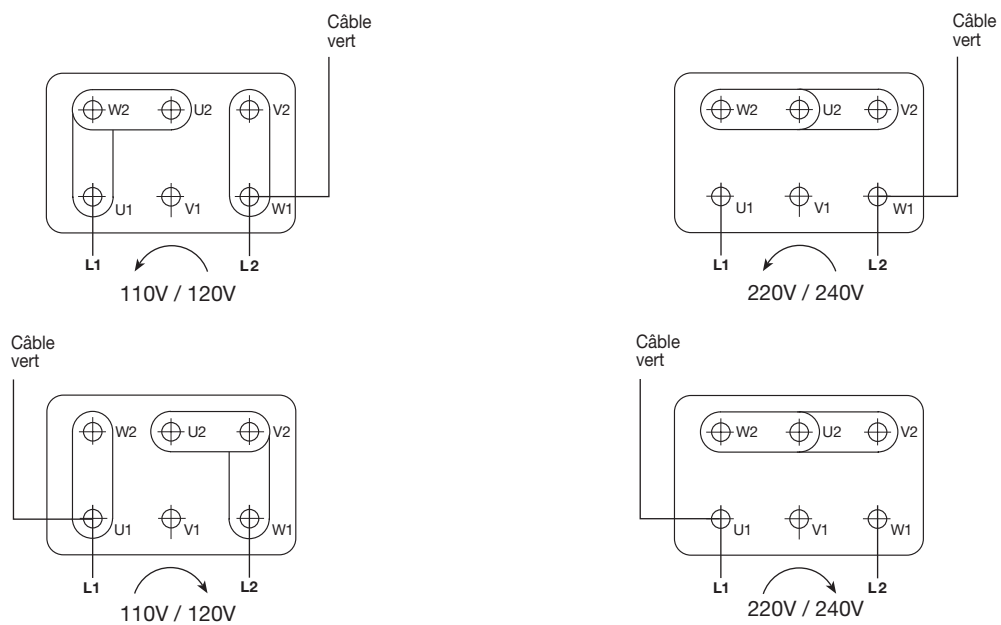 Câble
vert
W2 U2 V2
U1 V1 W1
L1 L2
110V / 120V
Câble
vert
W2 U2 V2
U1 V1 W1
L1 L2
220V / 240V
Câble
vert
W2 U2 V2
U1 V1 W1
L1 L2
110V / 120V
Câble
vert
W2 U2 V2
U1 V1 W1
L1 L2
220V / 240V